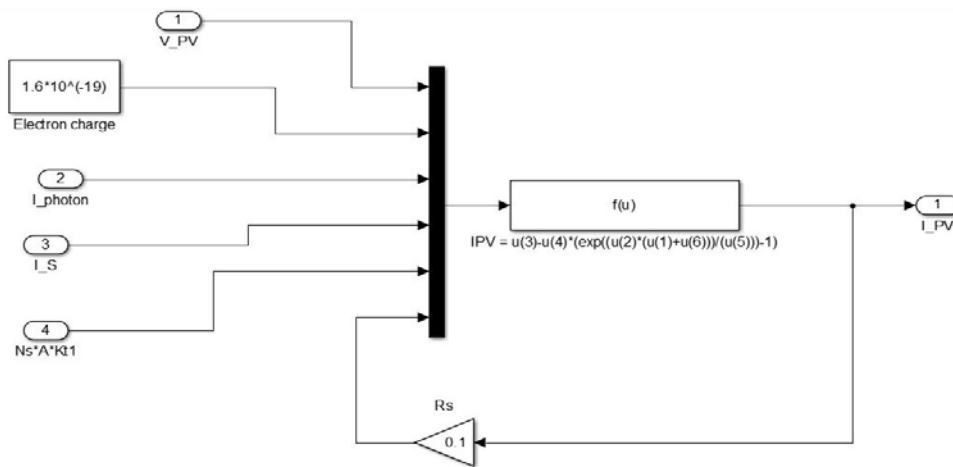 1
V_PV
1.6*10^(-19)
Electron charge
2
I_photon
3
I_S
4
Ns*A*Kt1
f(u)
IPV = u(3)-u(4)*(exp((u(2)*(u(1)+u(6)))/(u(5)))-1)
1
I_PV
Rs
0.1